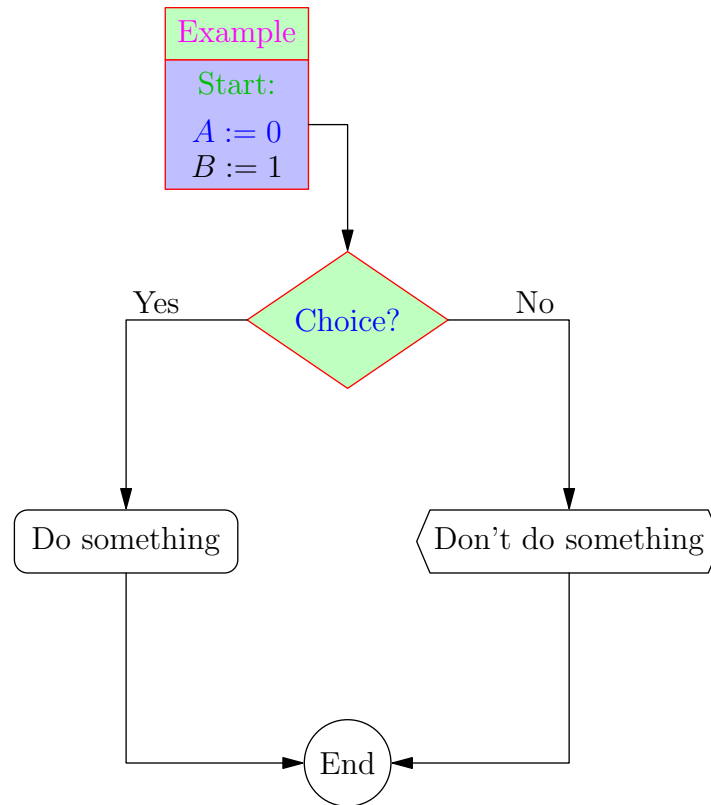 Example
Start:
A := 0
B := 1
Choice?
Yes
No
Do something
Don't do something
End